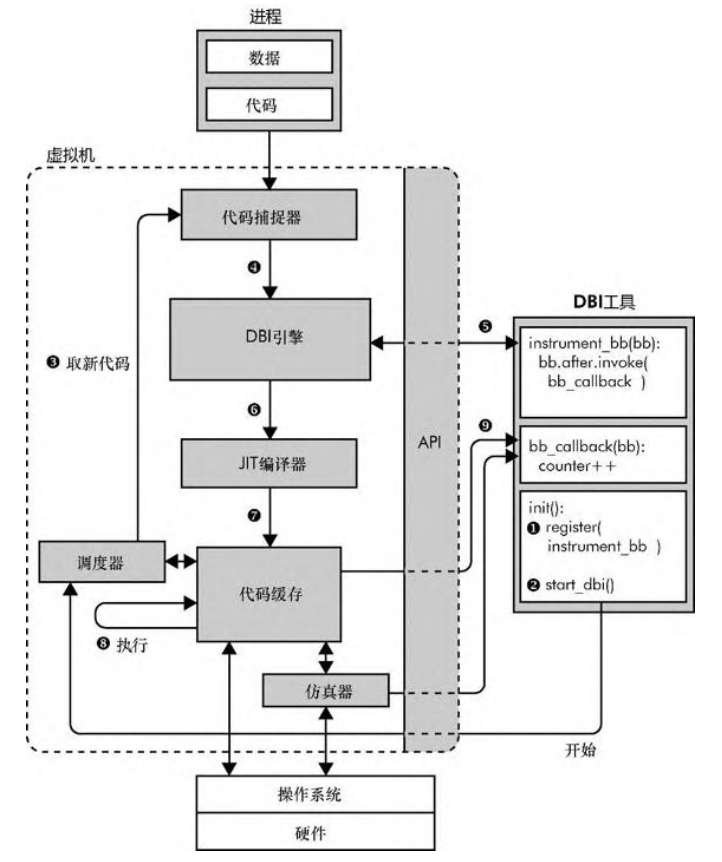 进程
数据
代码
虚拟机
代码捕捉器
❹
DBI引擎
❺
DBI工具
instrument_bb(bb):
bb.after.invoke(
bb_callback )
❸ 取新代码
❻
❾
API
bb_callback(bb):
counter++
JIT编译器
❼
init():
❶ register(
instrument_bb )
❷ start_dbi()
调度器
代码缓存
❽ 执行
仿真器
开始
操作系统
硬件